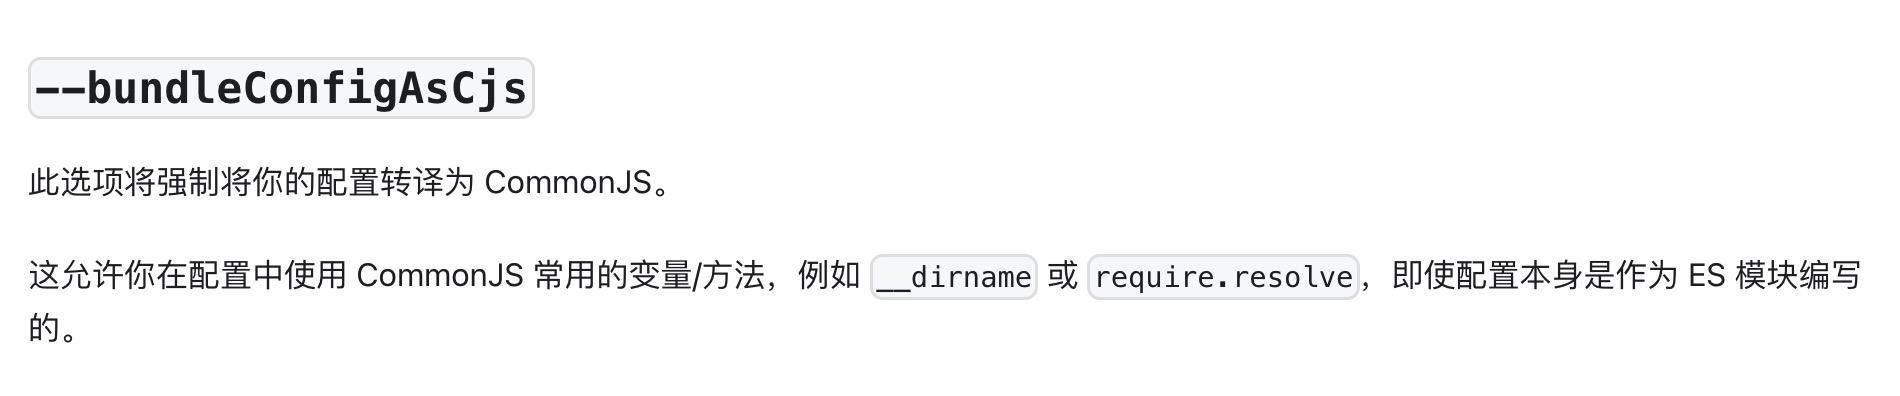 --bundleConfigAsCjs
此选项将强制将你的配置转译为 CommonJS。
这允许你在配置中使用 CommonJS 常用的变量/方法，例如 __dirname 或 require.resolve，即使配置本身是作为 ES 模块编写
的。